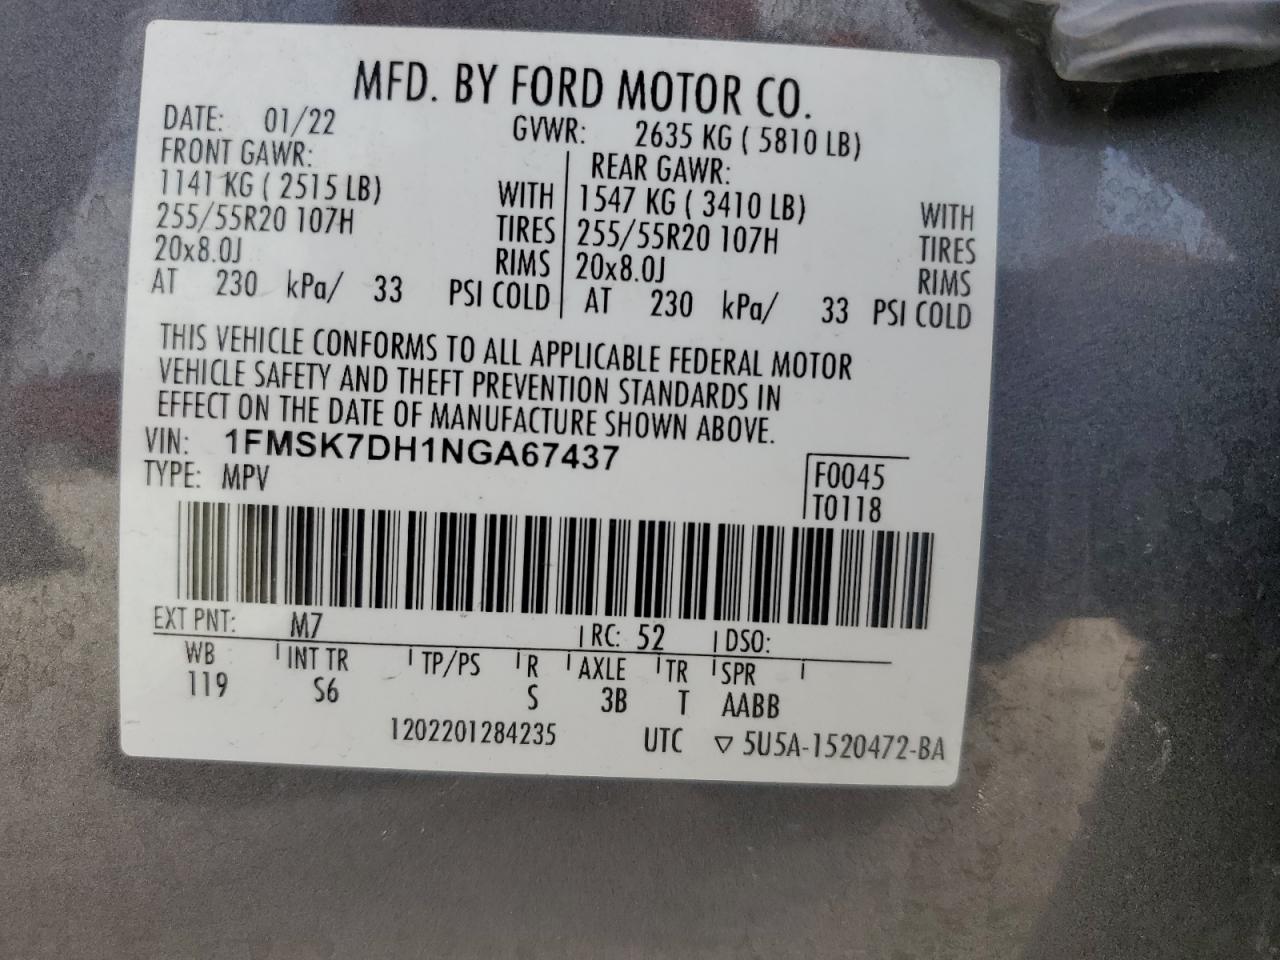 MFD. BY FORD MOTOR CO.
DATE: 01/22 GVWR: 2635 KG ( 5810 LB)
FRONT GAWR: REAR GAWR:
1141 KG ( 2515 LB) WITH 1547 KG ( 3410 LB) WITH
255/55R20 107H TIRES 255/55R20 107H TIRES
20x8.0J RIMS 20x8.0J RIMS
AT 230 kPa/ 33 PSI COLD AT 230 kPa/ 33 PSI COLD
THIS VEHICLE CONFORMS TO ALL APPLICABLE FEDERAL MOTOR
VEHICLE SAFETY AND THEFT PREVENTION STANDARDS IN
EFFECT ON THE DATE OF MANUFACTURE SHOWN ABOVE.
VIN: 1FMSK7DH1NGA67437
TYPE: MPV F0045
T0118
EXT PNT: M7 RC: 52 DSO:
WB INT TR TP/PS R AXLE TR SPR
119 S6 S 3B T AABB
1202201284235 UTC ▽ 5U5A-1520472-BA